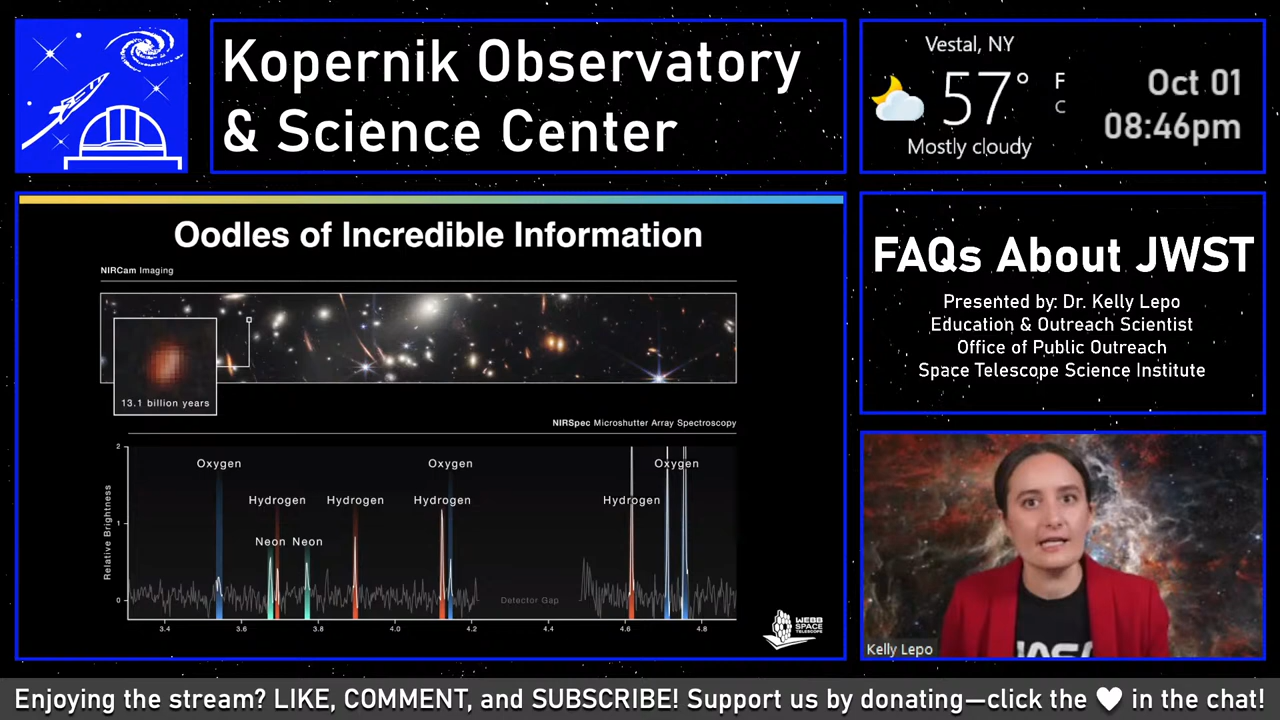 Kopernik Observatory
& Science Center
Vestal, NY
57° F
C
Mostly cloudy
Oct 01
08:46pm
Oodles of Incredible Information
NIRCam Imaging
13.1 billion years
NIRSpec Microshutter Array Spectroscopy
Relative Brightness
2
1
0
Oxygen
Oxygen
Oxygen
Hydrogen
Hydrogen
Hydrogen
Hydrogen
Neon
Neon
Detector Gap
3.4
3.6
3.8
4.0
4.2
4.4
4.6
4.8
WEBB
SPACE
TELESCOPE
FAQs About JWST
Presented by: Dr. Kelly Lepo
Education & Outreach Scientist
Office of Public Outreach
Space Telescope Science Institute
Kelly Lepo
Enjoying the stream? LIKE, COMMENT, and SUBSCRIBE! Support us by donating—click the ♥ in the chat!